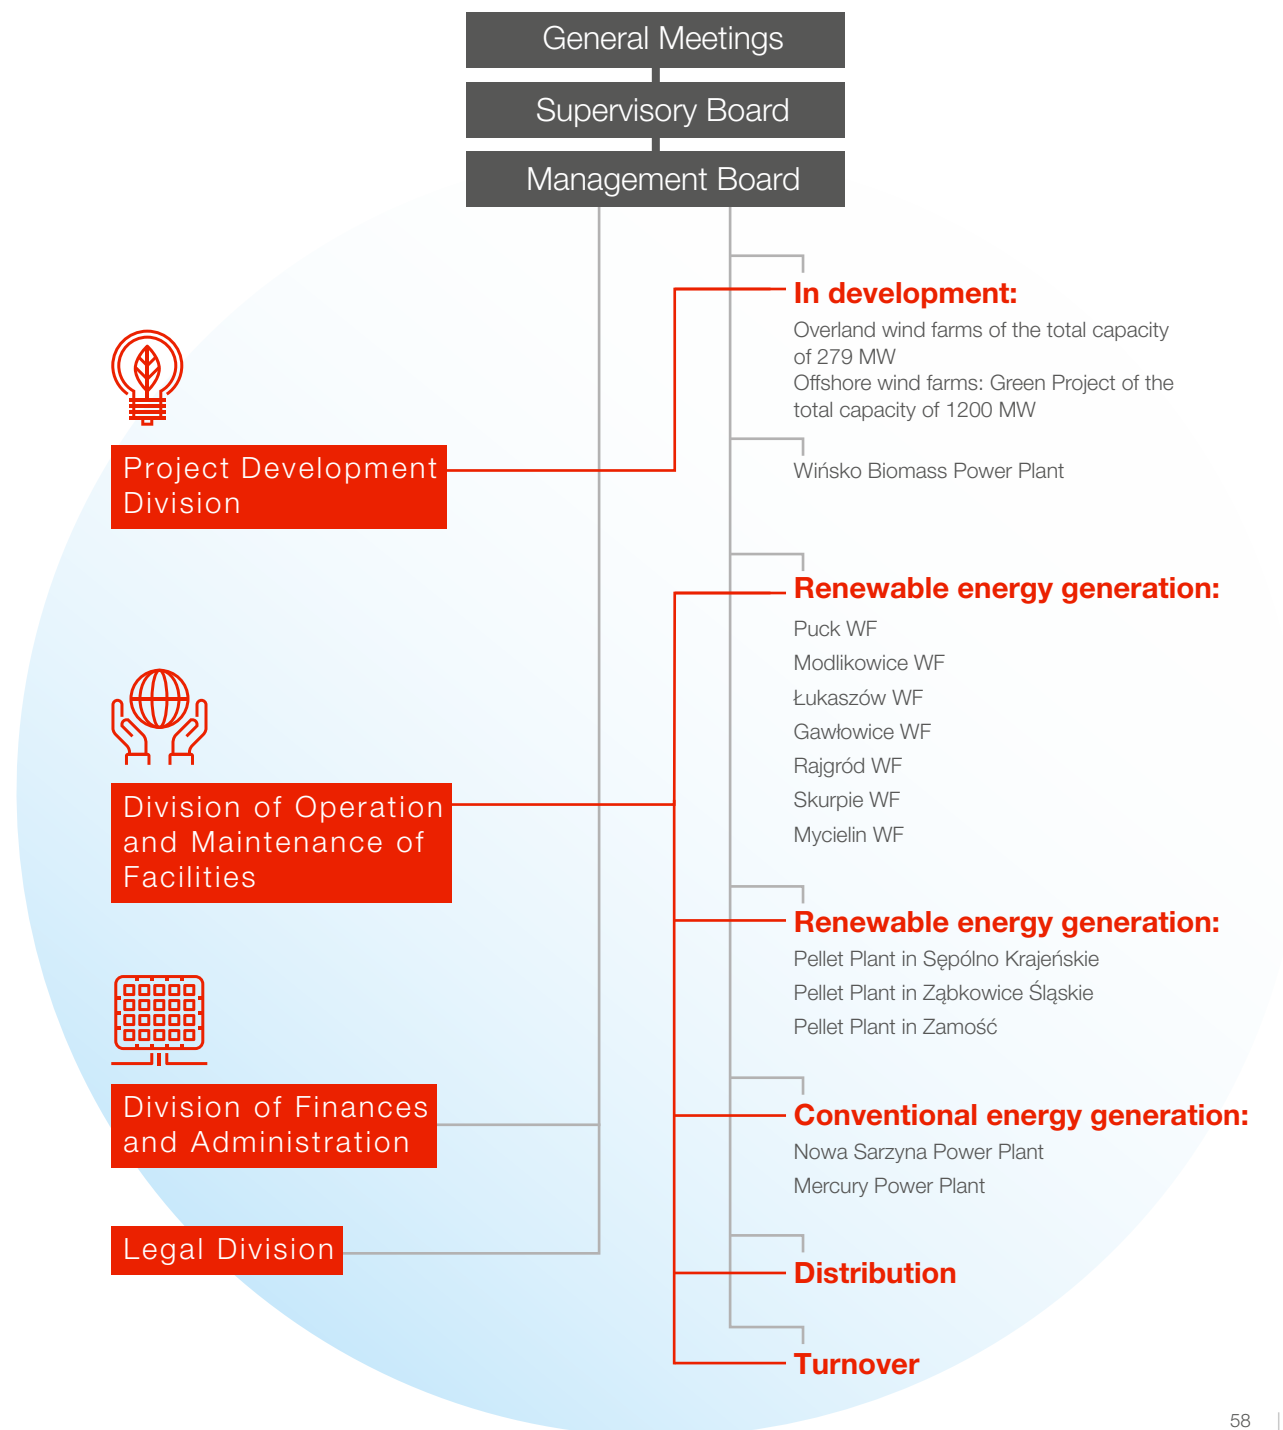 General Meetings
Supervisory Board
Management Board
In development:
Overland wind farms of the total capacity
of 279 MW
Offshore wind farms: Green Project of the
total capacity of 1200 MW
Project Development
Division
Wińsko Biomass Power Plant
Renewable energy generation:
Puck WF
Modlikowice WF
Łukaszów WF
Gawłowice WF
Rajgród WF
Skurpie WF
Mycielin WF
Division of Operation
and Maintenance of
Facilities
Renewable energy generation:
Pellet Plant in Sępólno Krajeńskie
Pellet Plant in Ząbkowice Śląskie
Pellet Plant in Zamość
Division of Finances
and Administration
Conventional energy generation:
Nowa Sarzyna Power Plant
Mercury Power Plant
Legal Division
Distribution
Turnover
58 |